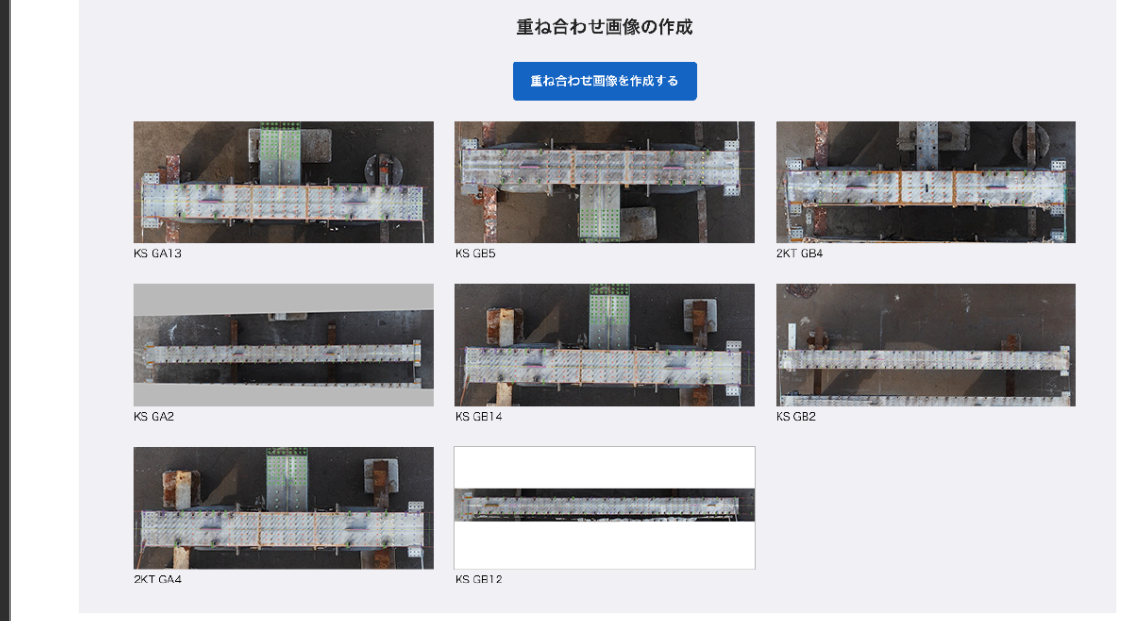 重ね合わせ画像の作成
重ね合わせ画像を作成する
KS GA13
KS GB5
2KT GB4
KS GA2
KS GB14
KS GB2
2KT GA4
KS GB12